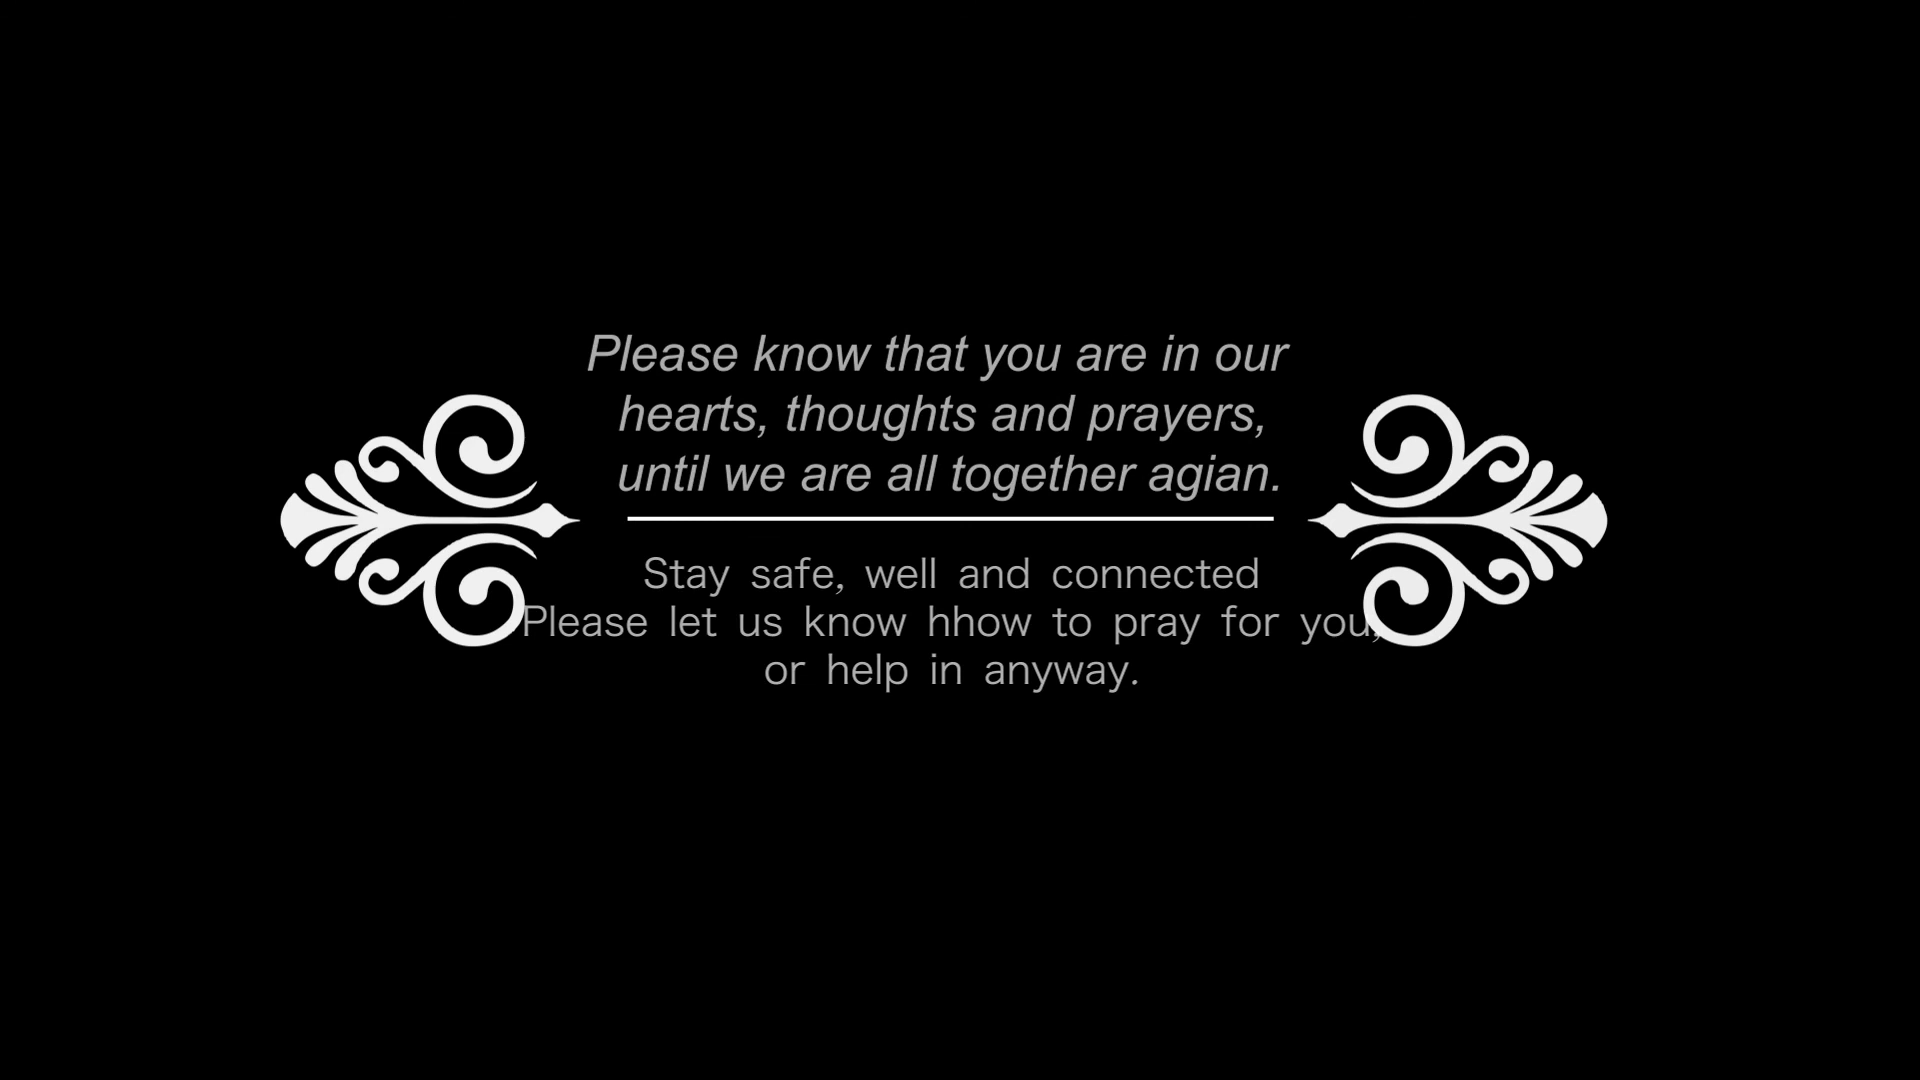 Please know that you are in our
hearts, thoughts and prayers,
until we are all together agian.
Stay safe, well and connected
Please let us know hhow to pray for you,
or help in anyway.